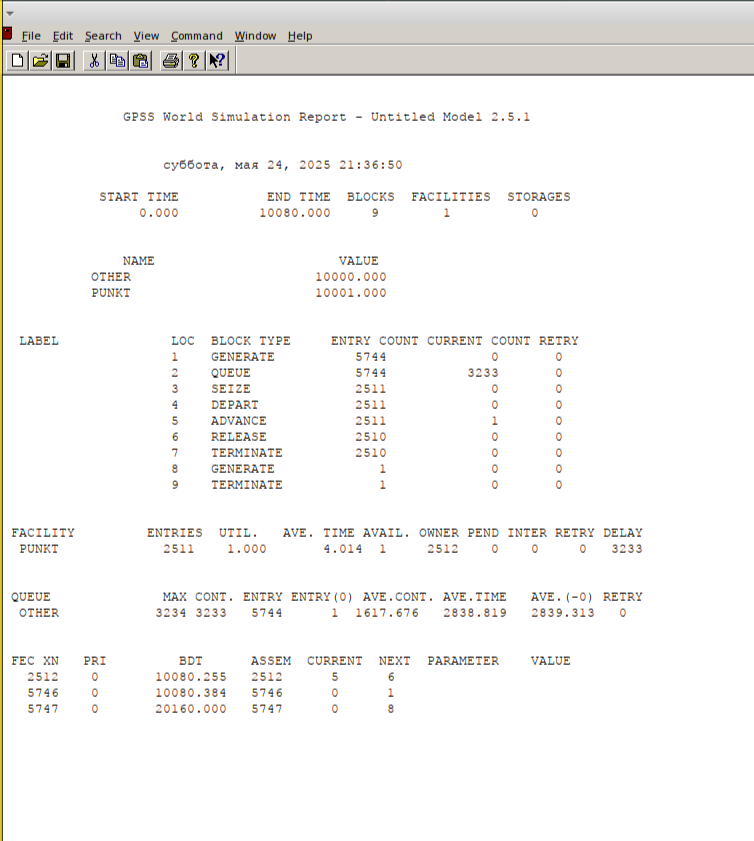 File Edit Search View Command Window Help
GPSS World Simulation Report - Untitled Model 2.5.1
суббота, мая 24, 2025 21:36:50
START TIME END TIME BLOCKS FACILITIES STORAGES
0.000 10080.000 9 1 0
NAME VALUE
OTHER 10000.000
PUNKT 10001.000
LABEL LOC BLOCK TYPE ENTRY COUNT CURRENT COUNT RETRY
1 GENERATE 5744 0 0
2 QUEUE 5744 3233 0
3 SEIZE 2511 0 0
4 DEPART 2511 0 0
5 ADVANCE 2511 1 0
6 RELEASE 2510 0 0
7 TERMINATE 2510 0 0
8 GENERATE 1 0 0
9 TERMINATE 1 0 0
FACILITY ENTRIES UTIL. AVE. TIME AVAIL. OWNER PEND INTER RETRY DELAY
PUNKT 2511 1.000 4.014 1 2512 0 0 0 3233
QUEUE MAX CONT. ENTRY ENTRY(0) AVE.CONT. AVE.TIME AVE.(-0) RETRY
OTHER 3234 3233 5744 1 1617.676 2838.819 2839.313 0
FEC XN PRI BDT ASSEM CURRENT NEXT PARAMETER VALUE
2512 0 10080.255 2512 5 6
5746 0 10080.384 5746 0 1
5747 0 20160.000 5747 0 8